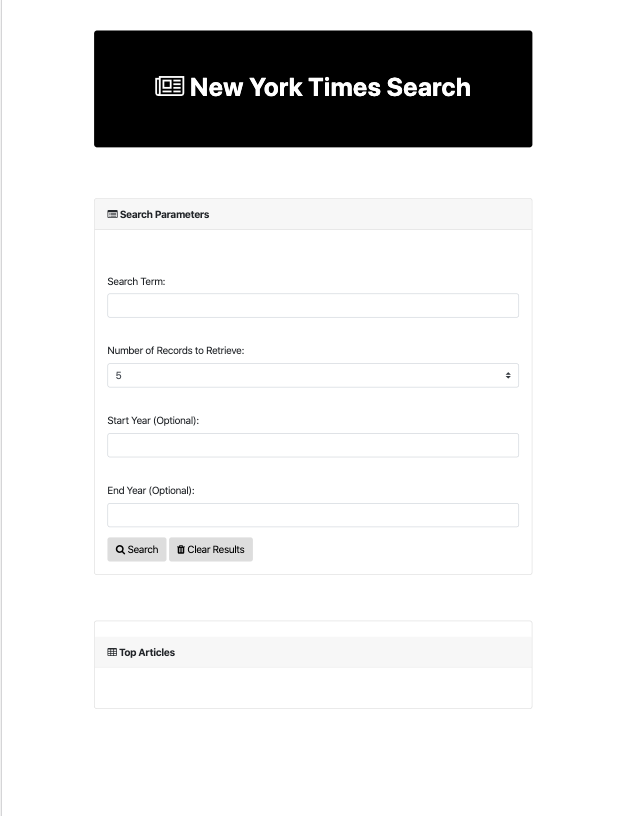 New York Times Search
Search Parameters
Search Term:
Number of Records to Retrieve:
5
Start Year (Optional):
End Year (Optional):
Search Clear Results
Top Articles